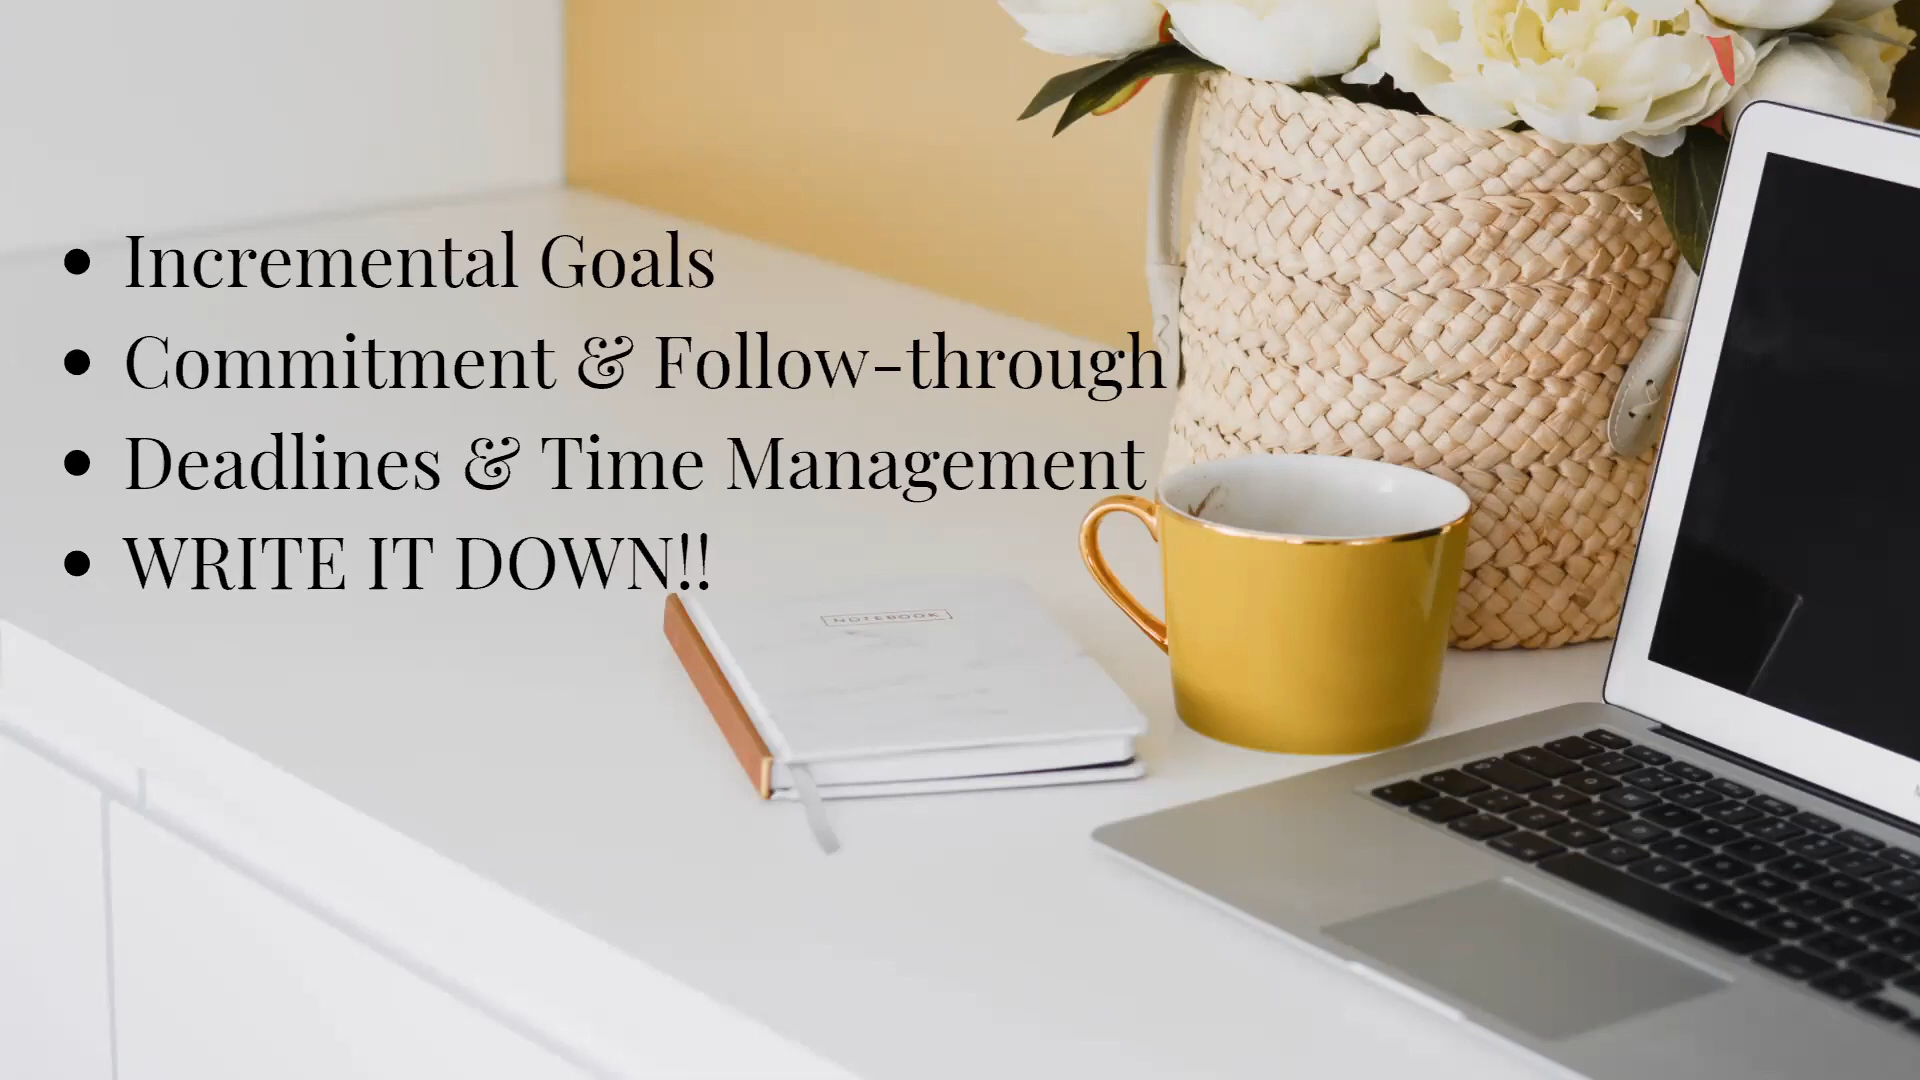 • Incremental Goals
• Commitment & Follow-through
• Deadlines & Time Management
• WRITE IT DOWN!!
NOTEBOOK